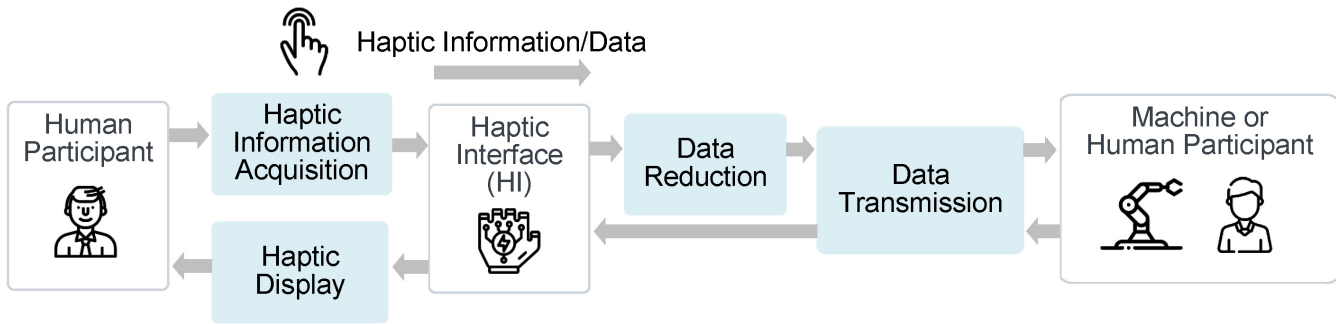 Haptic Information/Data
Human
Participant
Haptic
Information
Acquisition
Haptic
Interface
(HI)
Data
Reduction
Data
Transmission
Machine or
Human Participant
Haptic
Display